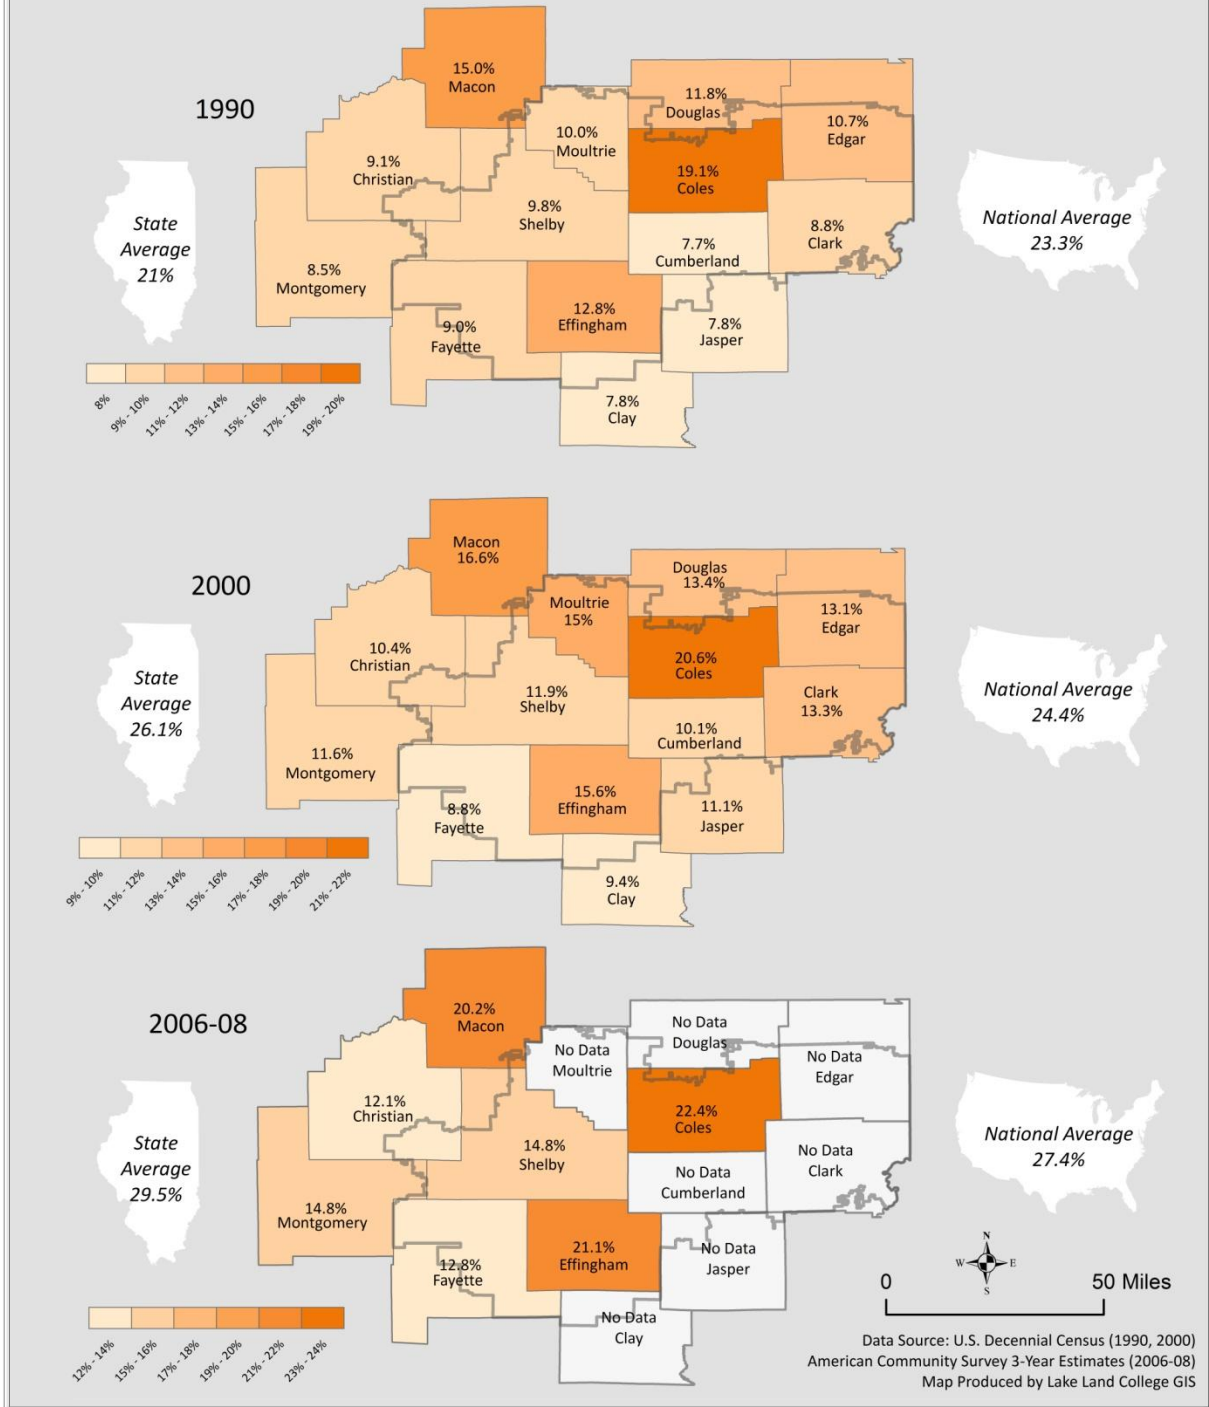 1990
15.0%
Macon
11.8%
Douglas
10.7%
Edgar
10.0%
Moultrie
9.1%
Christian
19.1%
Coles
9.8%
Shelby
8.8%
Clark
7.7%
Cumberland
8.5%
Montgomery
12.8%
Effingham
9.0%
Fayette
7.8%
Jasper
7.8%
Clay
State
Average
21%
National Average
23.3%
8%
9% - 10%
11% - 12%
13% - 14%
15% - 16%
17% - 18%
19% - 20%
2000
Macon
16.6%
Douglas
13.4%
Moultrie
15%
13.1%
Edgar
10.4%
Christian
20.6%
Coles
11.9%
Shelby
Clark
13.3%
10.1%
Cumberland
11.6%
Montgomery
15.6%
Effingham
8.8%
Fayette
11.1%
Jasper
9.4%
Clay
State
Average
26.1%
National Average
24.4%
9% - 10%
11% - 12%
13% - 14%
15% - 16%
17% - 18%
19% - 20%
21% - 22%
2006-08
20.2%
Macon
No Data
Douglas
No Data
Moultrie
No Data
Edgar
12.1%
Christian
22.4%
Coles
14.8%
Shelby
No Data
Clark
No Data
Cumberland
14.8%
Montgomery
21.1%
Effingham
12.8%
Fayette
No Data
Jasper
No Data
Clay
State
Average
29.5%
National Average
27.4%
12% - 14%
15% - 16%
17% - 18%
19% - 20%
21% - 22%
23% - 24%
N
W
E
S
0
50 Miles
Data Source: U.S. Decennial Census (1990, 2000)
American Community Survey 3-Year Estimates (2006-08)
Map Produced by Lake Land College GIS